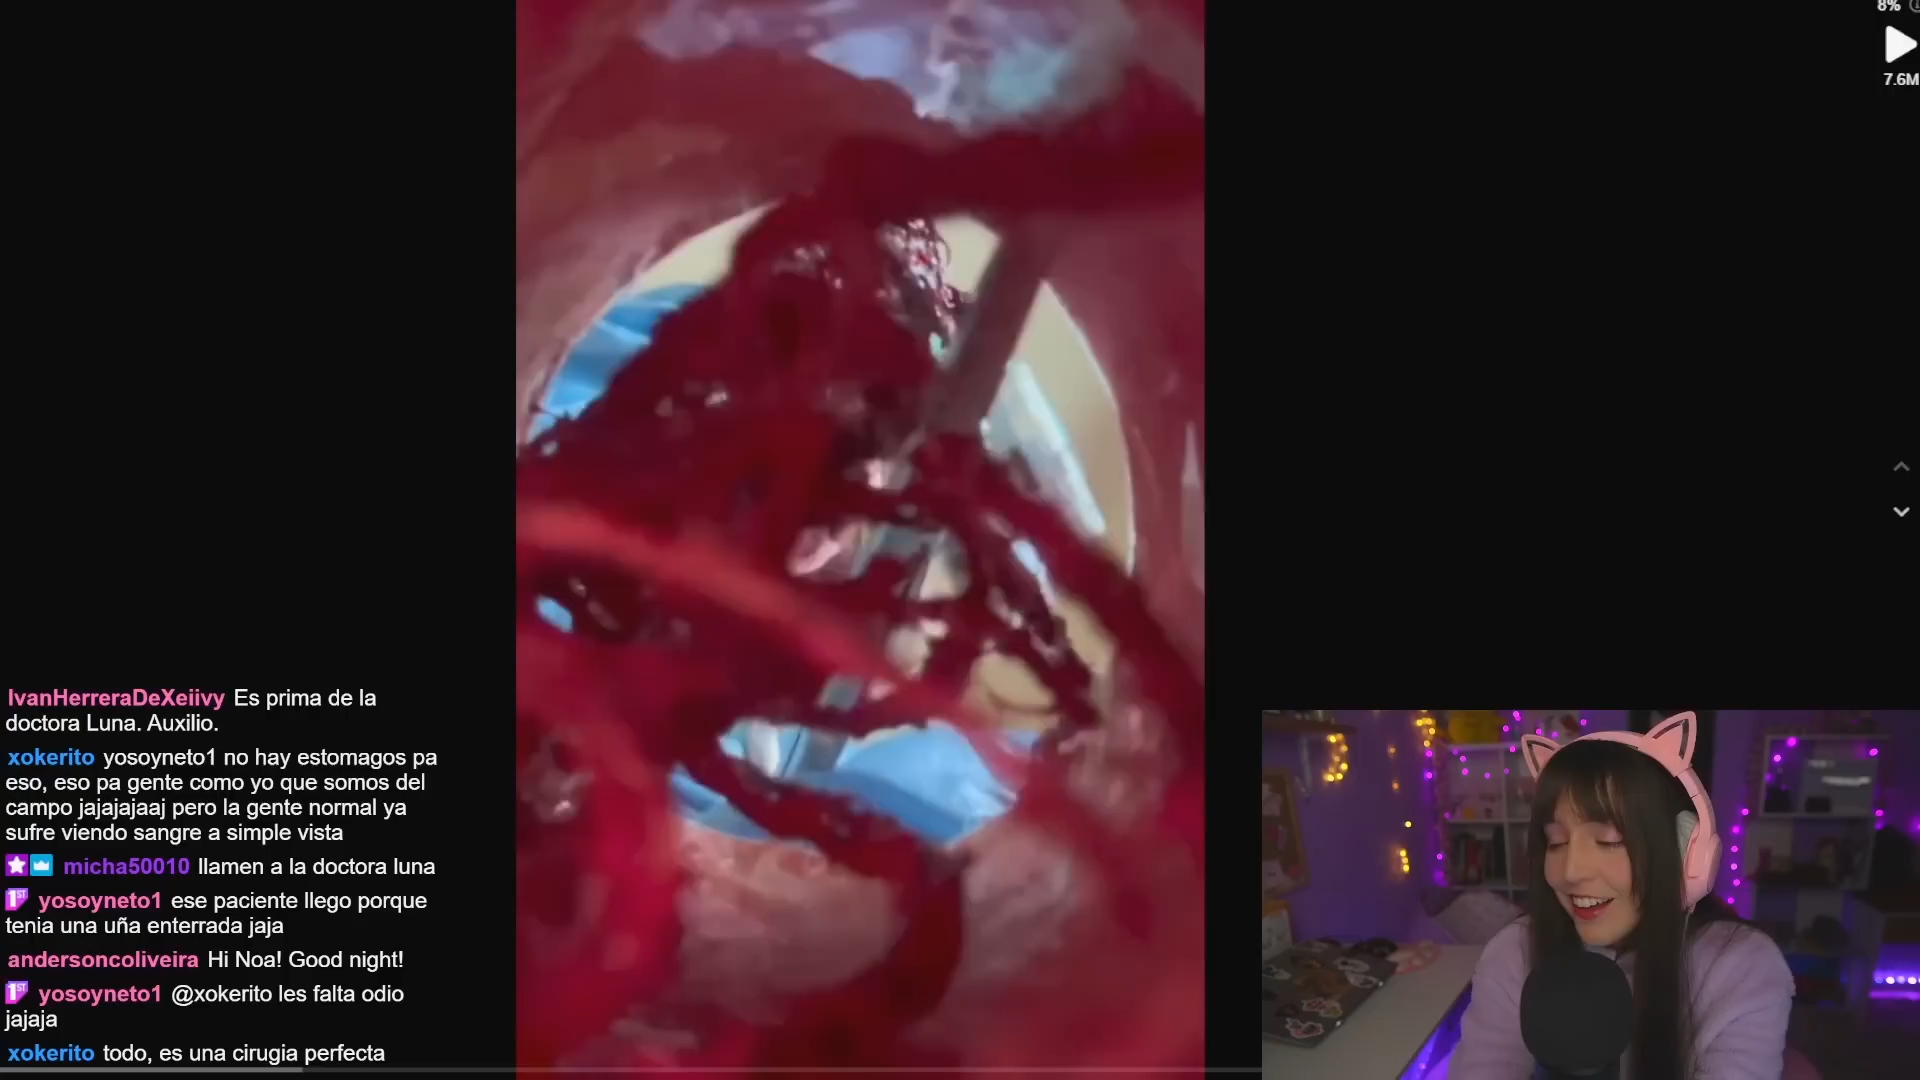 8%
7.6M
IvanHerreraDeXeiivy Es prima de la
doctora Luna. Auxilio.
xokerito yosoyneto1 no hay estomagos pa
eso, eso pa gente como yo que somos del
campo jajajajaaj pero la gente normal ya
sufre viendo sangre a simple vista
micha50010 llamen a la doctora luna
1ST yosoyneto1 ese paciente llego porque
tenia una uña enterrada jaja
andersoncoliveira Hi Noa! Good night!
1ST yosoyneto1 @xokerito les falta odio
jajaja
xokerito todo, es una cirugia perfecta